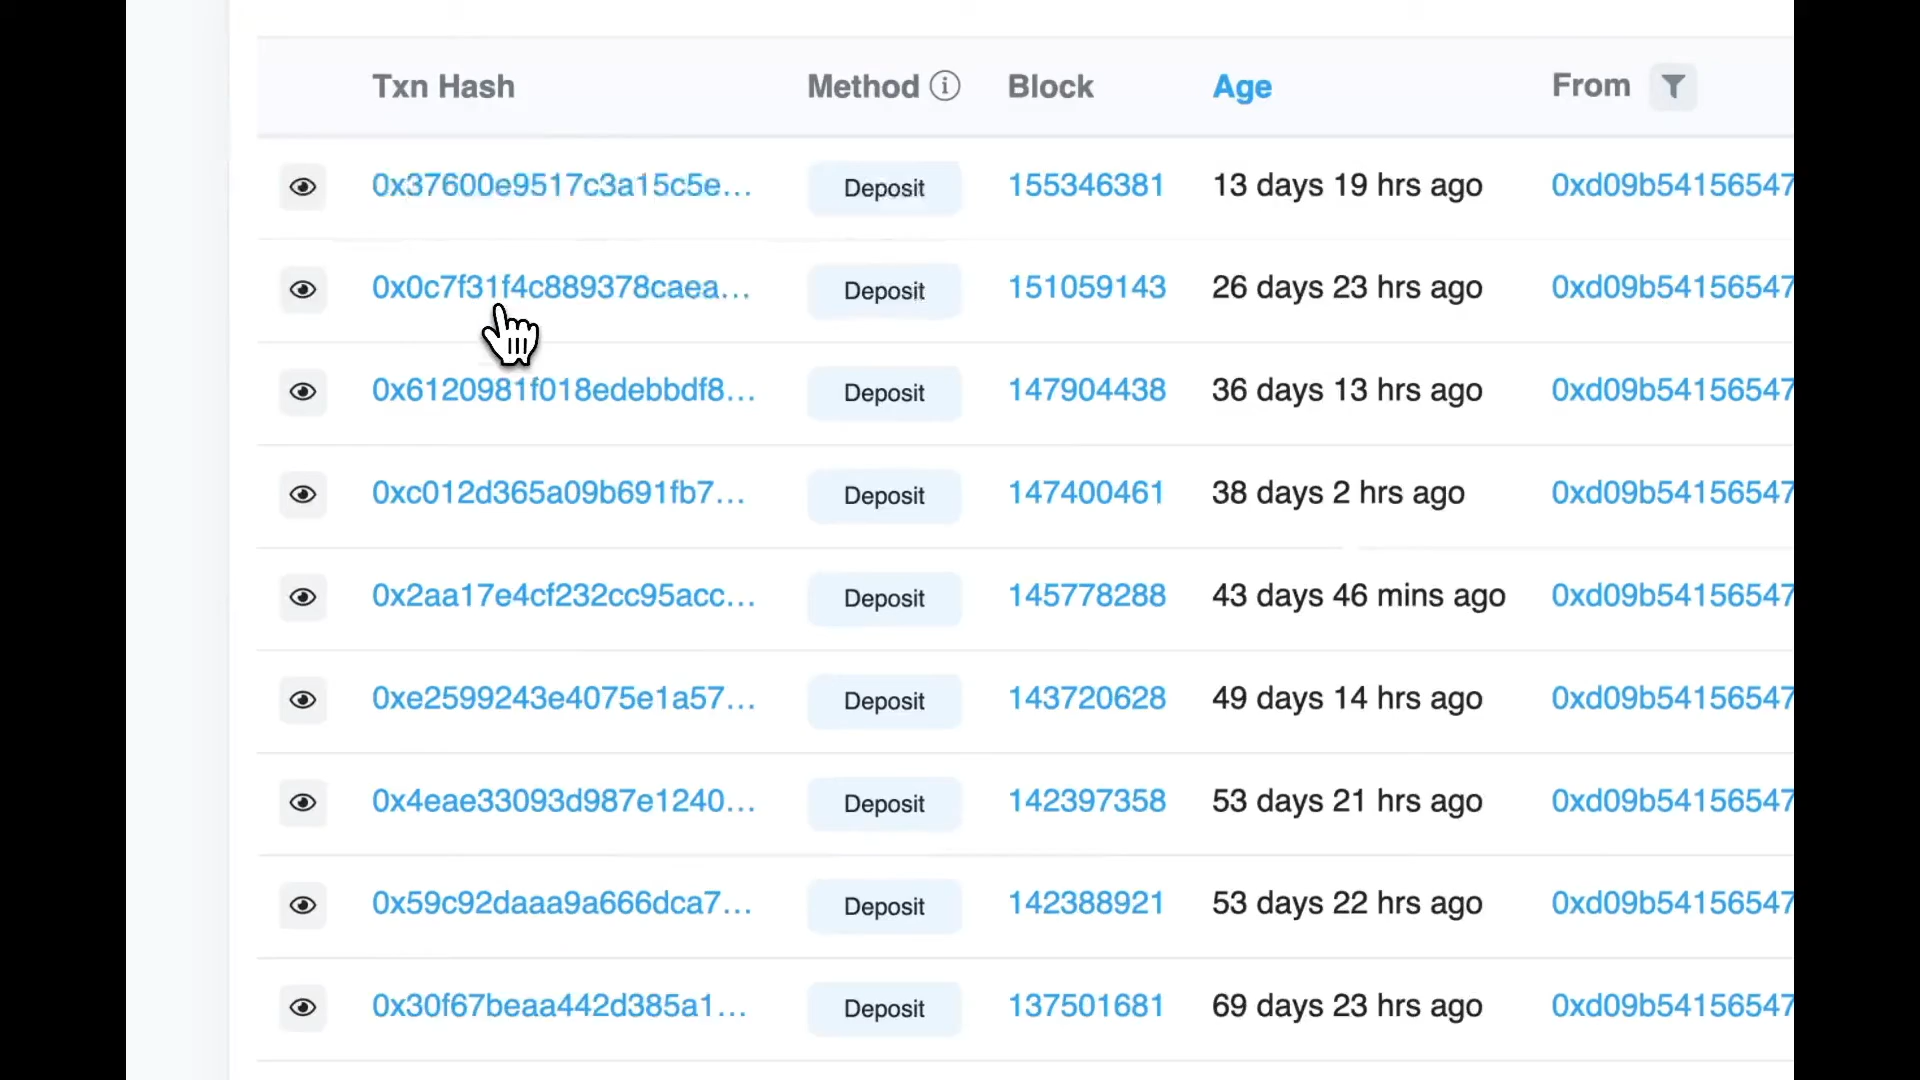 Txn Hash Method Block Age From
0x37600e9517c3a15c5e... Deposit 155346381 13 days 19 hrs ago 0xd09b54156547
0x0c7f31f4c889378caea... Deposit 151059143 26 days 23 hrs ago 0xd09b54156547
0x6120981f018edebbdf8... Deposit 147904438 36 days 13 hrs ago 0xd09b54156547
0xc012d365a09b691fb7... Deposit 147400461 38 days 2 hrs ago 0xd09b54156547
0x2aa17e4cf232cc95acc... Deposit 145778288 43 days 46 mins ago 0xd09b54156547
0xe2599243e4075e1a57... Deposit 143720628 49 days 14 hrs ago 0xd09b54156547
0x4eae33093d987e1240... Deposit 142397358 53 days 21 hrs ago 0xd09b54156547
0x59c92daaa9a666dca7... Deposit 142388921 53 days 22 hrs ago 0xd09b54156547
0x30f67beaa442d385a1... Deposit 137501681 69 days 23 hrs ago 0xd09b54156547